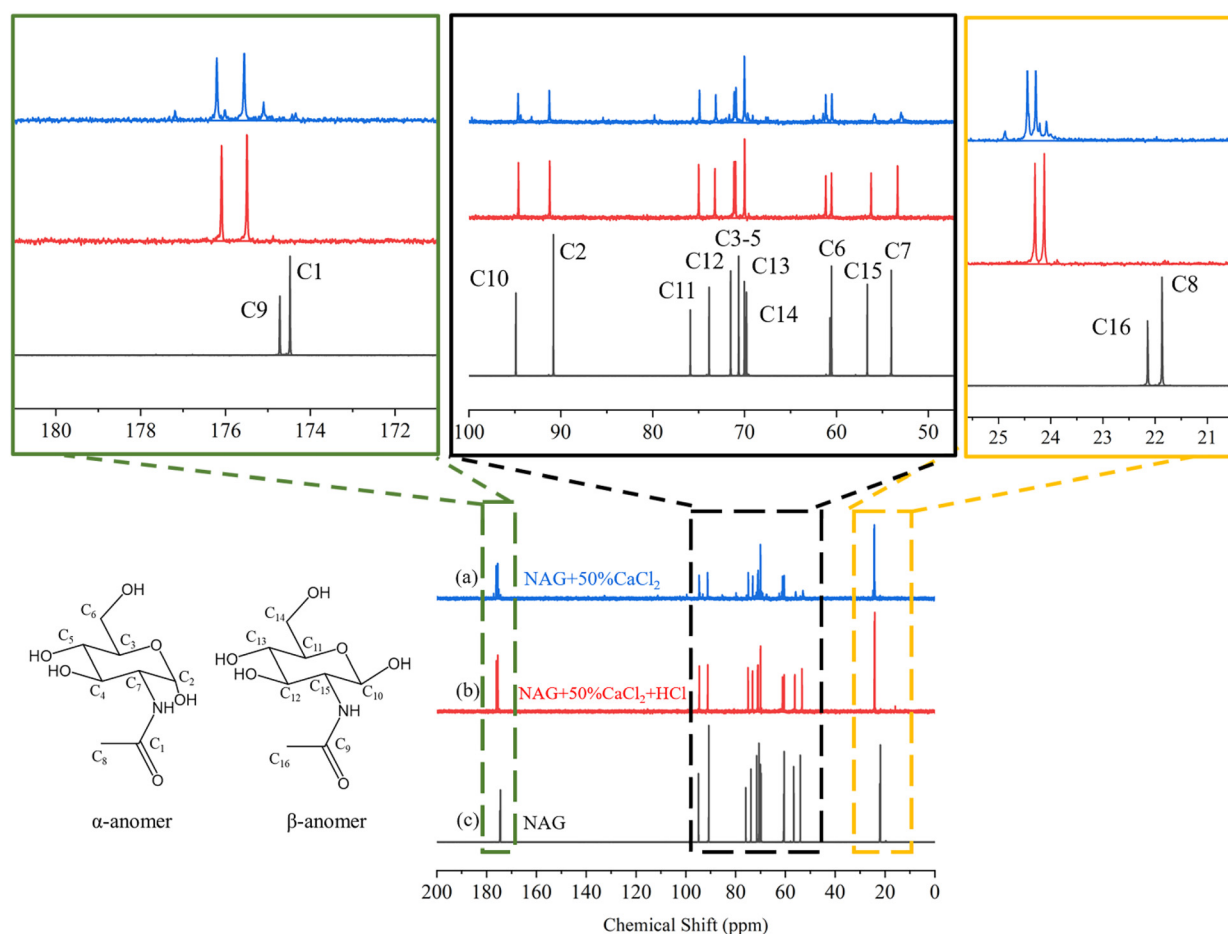 C1
C9
180 178 176 174 172
C3-5
C2
C6
C12
C13
C7
C10
C15
C11
C14
100 90 80 70 60 50
C8
C16
25 24 23 22 21
(a) NAG+50%CaCl₂
(b) NAG+50%CaCl₂+HCl
(c) NAG
200 180 160 140 120 100 80 60 40 20 0
Chemical Shift (ppm)
OH
C₆
C₅
C₃
O
HO
HO
C₄
C₇
C₂
OH
NH
C₈
C₁
O
α-anomer
OH
C₁₄
C₁₃
C₁₁
HO
O
OH
HO
C₁₂
C₁₅
C₁₀
NH
C₁₆
C₉
O
β-anomer